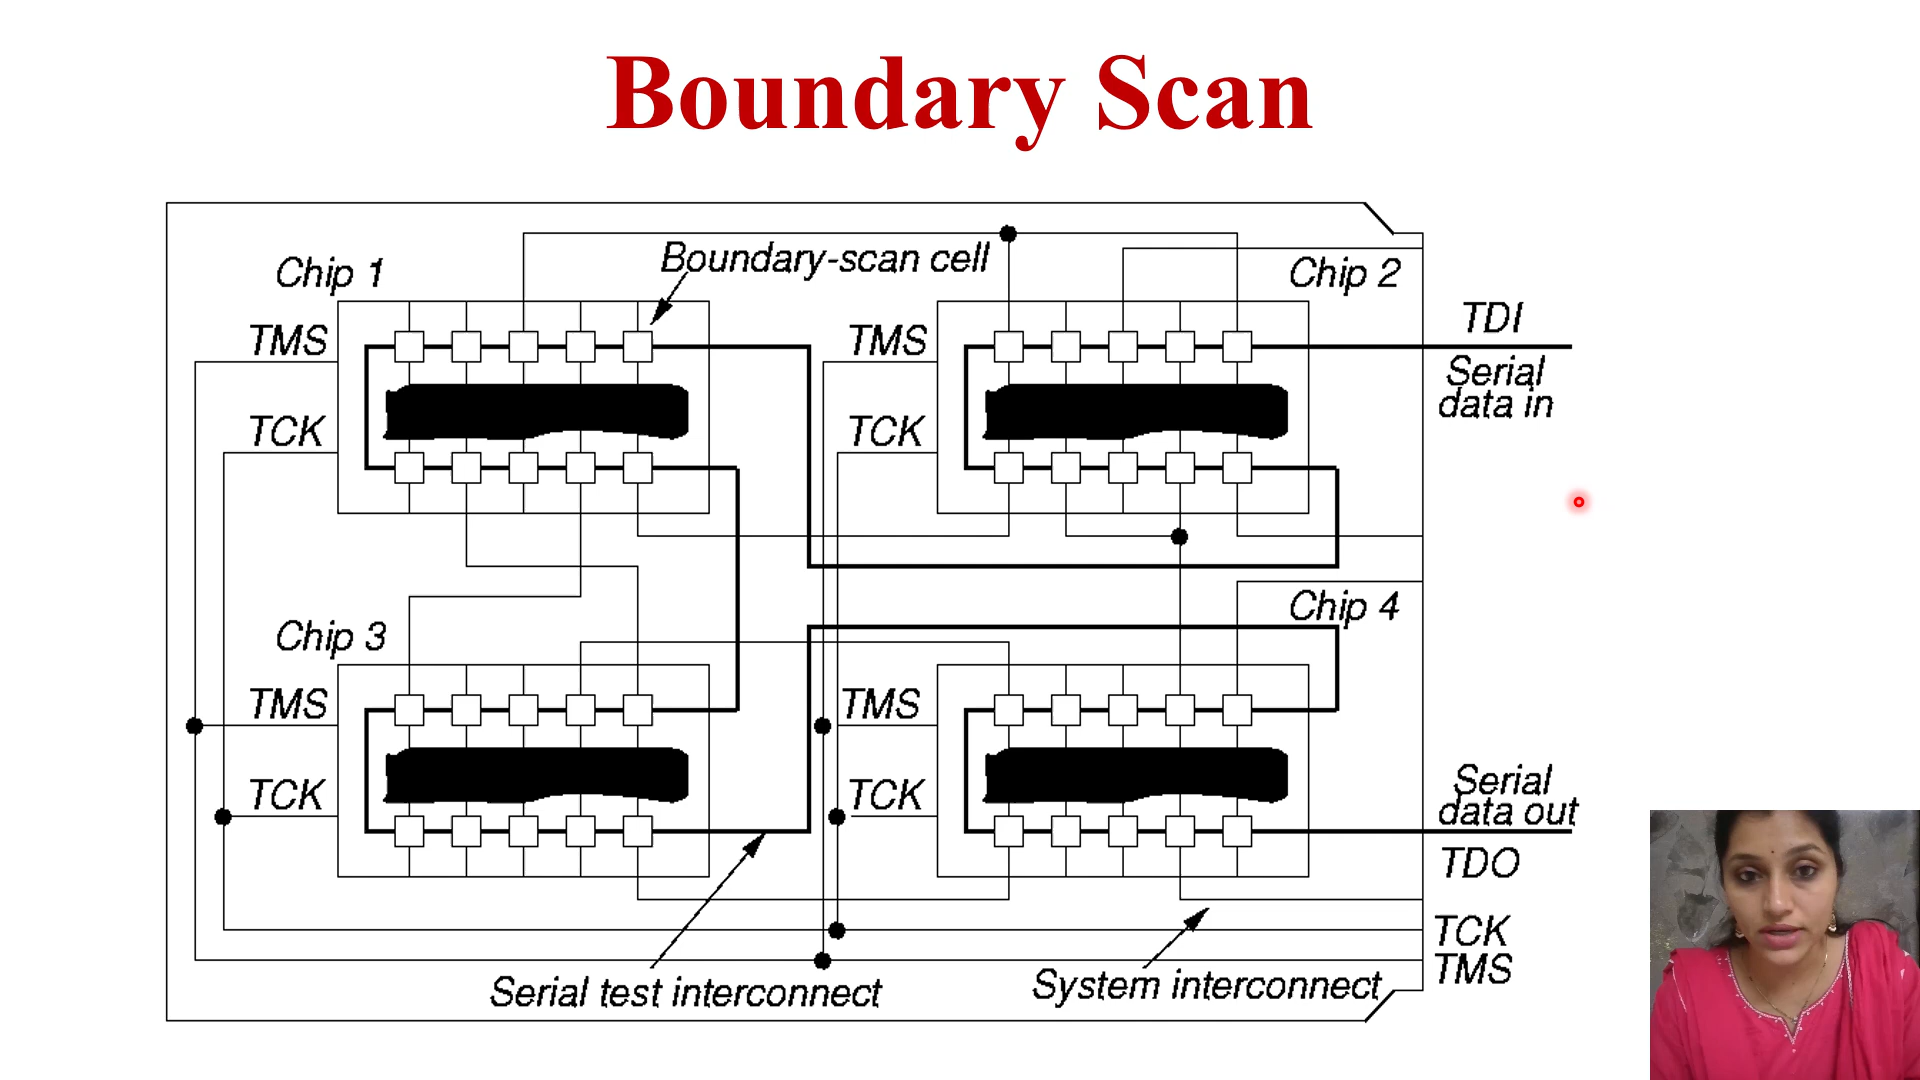 Boundary Scan
Boundary-scan cell
Chip 1
Chip 2
TDI
TMS
TMS
Serial
data in
TCK
TCK
Chip 3
Chip 4
TMS
TMS
TCK
TCK
Serial
data out
TDO
TCK
TMS
Serial test interconnect
System interconnect